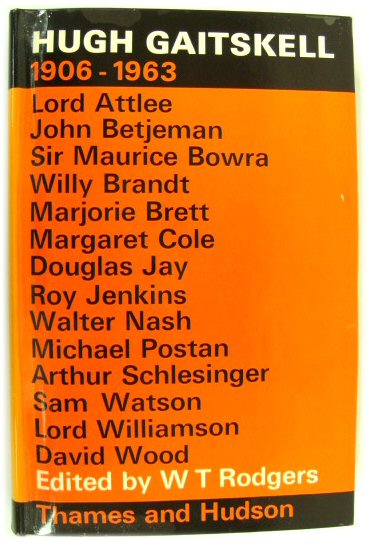 HUGH GAITSKELL
1906 - 1963
Lord Attlee
John Betjeman
Sir Maurice Bowra
Willy Brandt
Marjorie Brett
Margaret Cole
Douglas Jay
Roy Jenkins
Walter Nash
Michael Postan
Arthur Schlesinger
Sam Watson
Lord Williamson
David Wood
Edited by W T Rodgers
Thames and Hudson